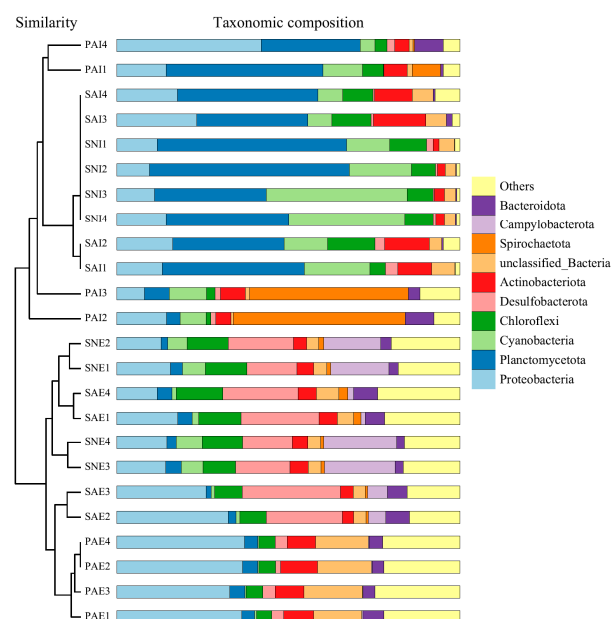 Similarity
Taxonomic composition
PAI4
PAI1
SAI4
SAI3
SNI1
SNI2
SNI3
SNI4
SAI2
SAI1
PAI3
PAI2
SNE2
SNE1
SAE4
SAE1
SNE4
SNE3
SAE3
SAE2
PAE4
PAE2
PAE3
PAE1
Others
Bacteroidota
Campylobacterota
Spirochaetota
unclassified_Bacteria
Actinobacteriota
Desulfobacterota
Chloroflexi
Cyanobacteria
Planctomycetota
Proteobacteria